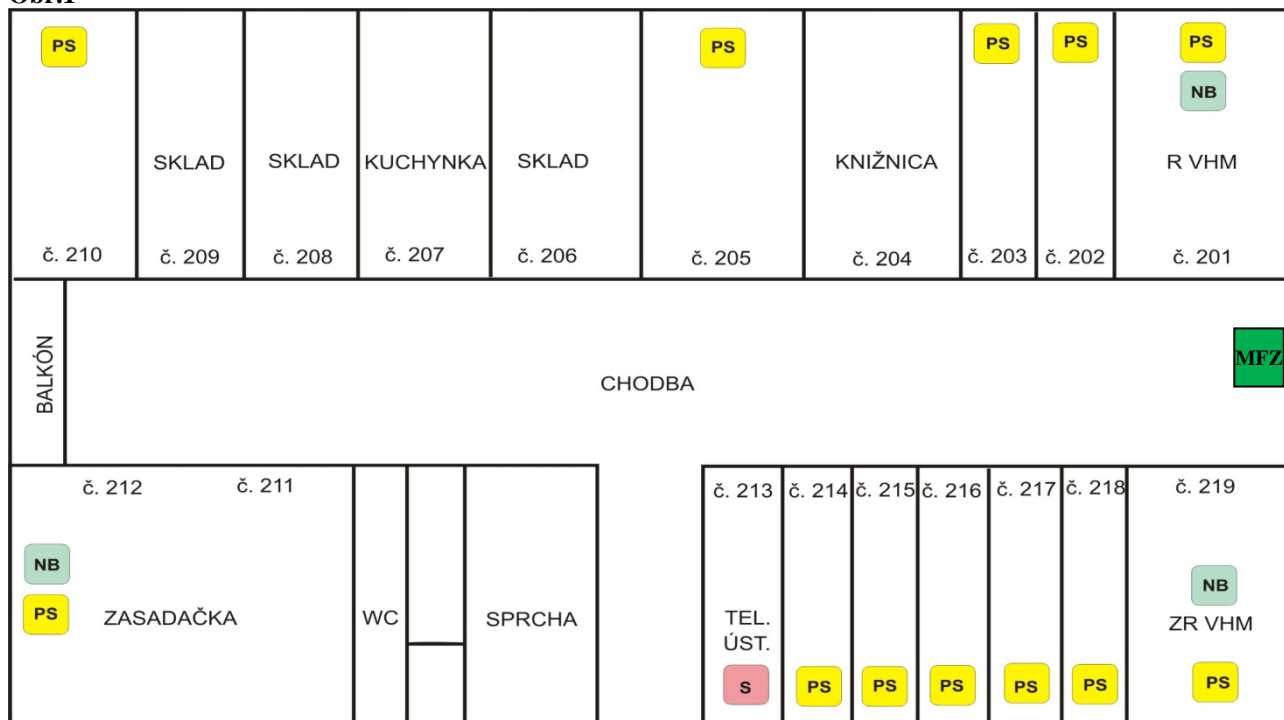 Obr.1
PS PS PS PS PS
NB
SKLAD SKLAD KUCHYNKA SKLAD KNIŽNICA R VHM
č. 210 č. 209 č. 208 č. 207 č. 206 č. 205 č. 204 č. 203 č. 202 č. 201
BALKÓN
CHODBA
MFZ
č. 212 č. 211 č. 213 č. 214 č. 215 č. 216 č. 217 č. 218 č. 219
NB
NB
PS ZASADAČKA WC SPRCHA TEL. ZR VHM
ÚST.
S PS PS PS PS PS PS